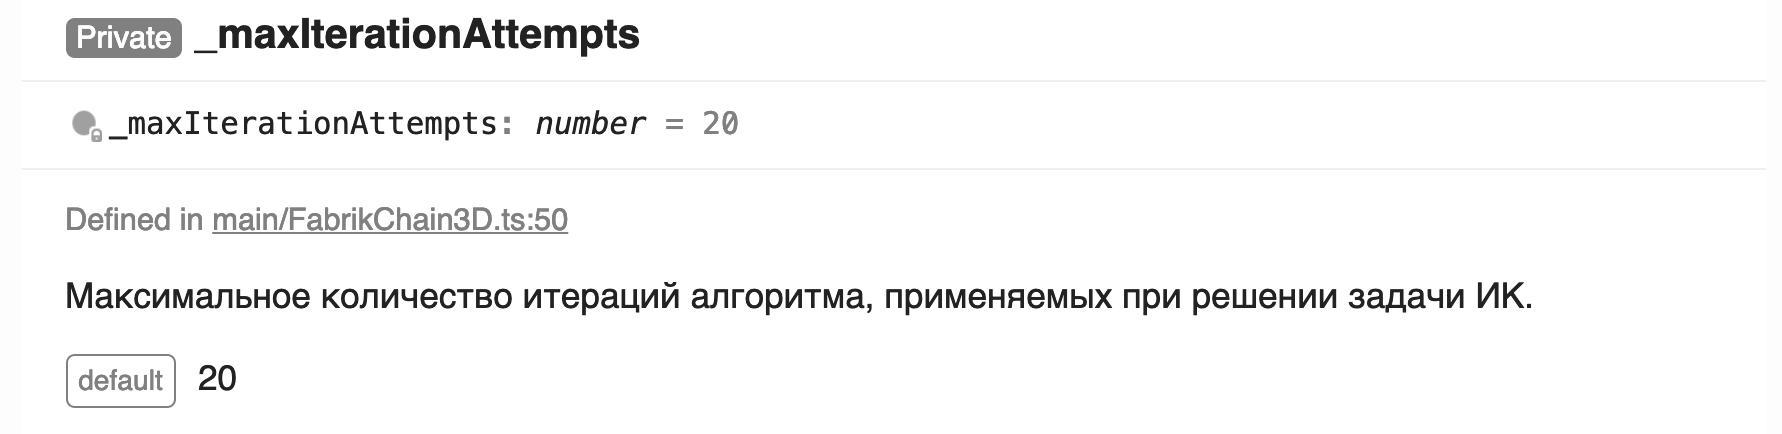 Private _maxIterationAttempts
_maxIterationAttempts: number = 20
Defined in main/FabrikChain3D.ts:50
Максимальное количество итераций алгоритма, применяемых при решении задачи ИК.
default 20